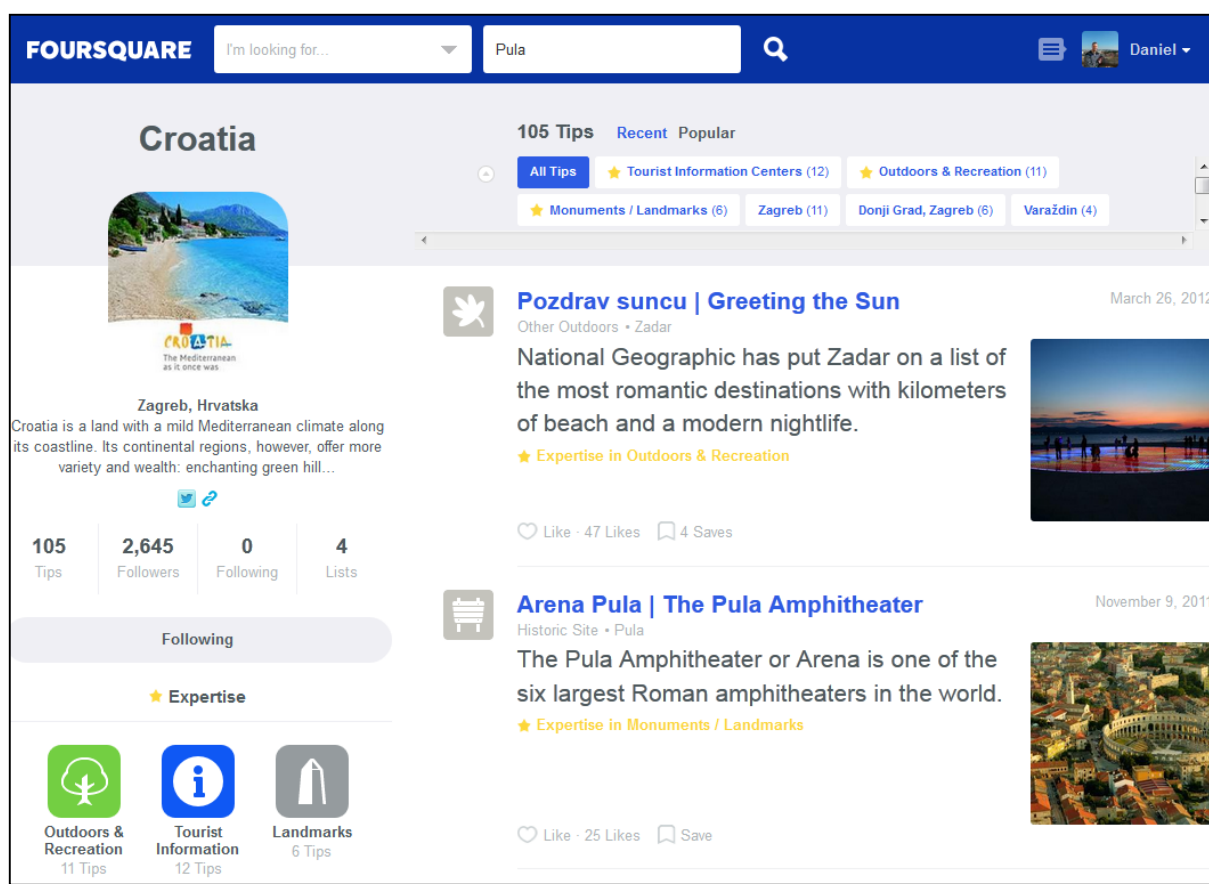 FOURSQUARE
I'm looking for...
Pula
Daniel
Croatia
CROATIA
The Mediterranean
as it once was
Zagreb, Hrvatska
Croatia is a land with a mild Mediterranean climate along
its coastline. Its continental regions, however, offer more
variety and wealth: enchanting green hill...
105
Tips
2,645
Followers
0
Following
4
Lists
Following
Expertise
Outdoors &
Recreation
11 Tips
Tourist
Information
12 Tips
Landmarks
6 Tips
105 Tips Recent Popular
All Tips Tourist Information Centers (12) Outdoors & Recreation (11)
Monuments / Landmarks (6) Zagreb (11) Donji Grad, Zagreb (6) Varaždin (4)
Pozdrav suncu | Greeting the Sun
March 26, 2012
Other Outdoors • Zadar
National Geographic has put Zadar on a list of
the most romantic destinations with kilometers
of beach and a modern nightlife.
Expertise in Outdoors & Recreation
Like · 47 Likes 4 Saves
Arena Pula | The Pula Amphitheater
November 9, 2011
Historic Site • Pula
The Pula Amphitheater or Arena is one of the
six largest Roman amphitheaters in the world.
Expertise in Monuments / Landmarks
Like · 25 Likes Save